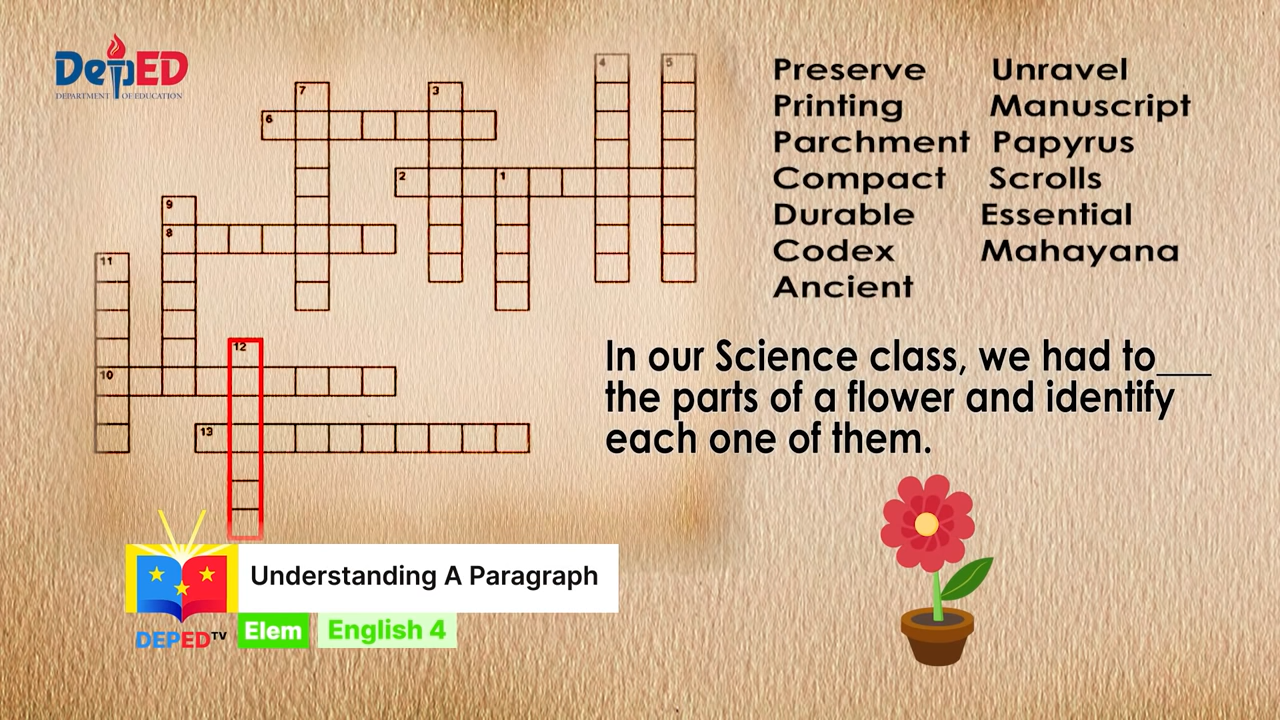 DepED
DEPARTMENT OF EDUCATION
4
5
7
3
6
2
1
9
8
11
12
10
13
Preserve Unravel
Printing Manuscript
Parchment Papyrus
Compact Scrolls
Durable Essential
Codex Mahayana
Ancient
In our Science class, we had to___
the parts of a flower and identify
each one of them.
Understanding A Paragraph
DEPED TV
Elem English 4